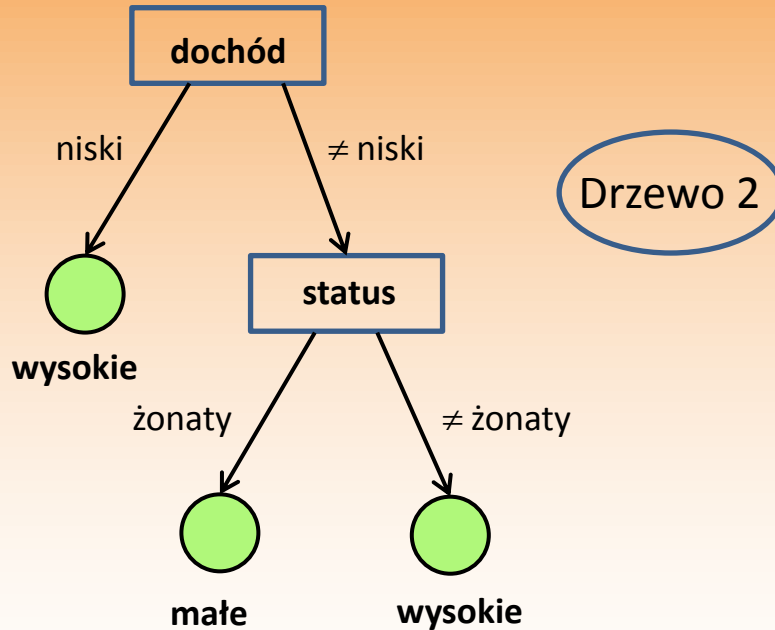 dochód
niski
≠ niski
Drzewo 2
status
wysokie
żonaty
≠ żonaty
małe
wysokie